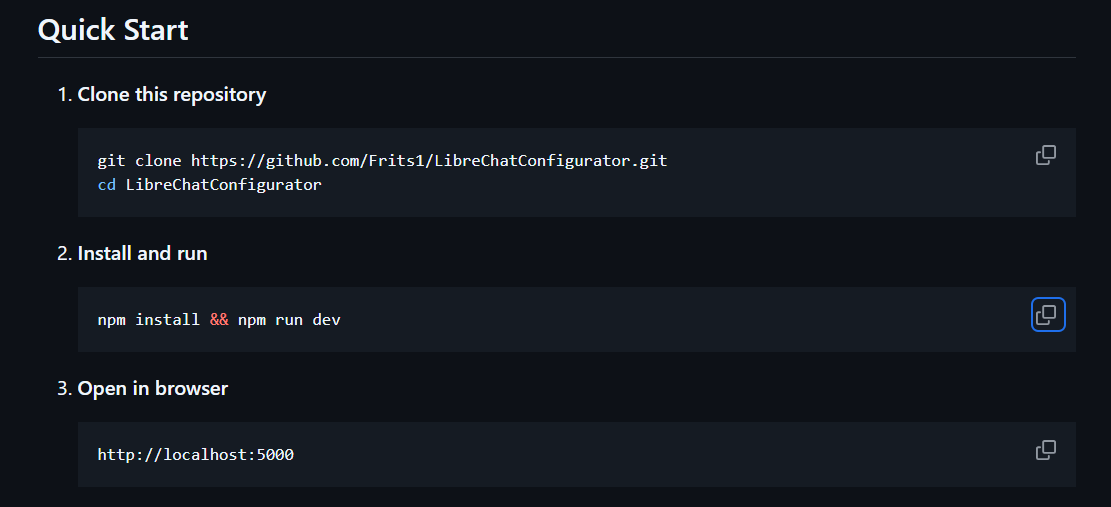 Quick Start
1. Clone this repository
git clone https://github.com/Frits1/LibreChatConfigurator.git
cd LibreChatConfigurator
2. Install and run
npm install && npm run dev
3. Open in browser
http://localhost:5000